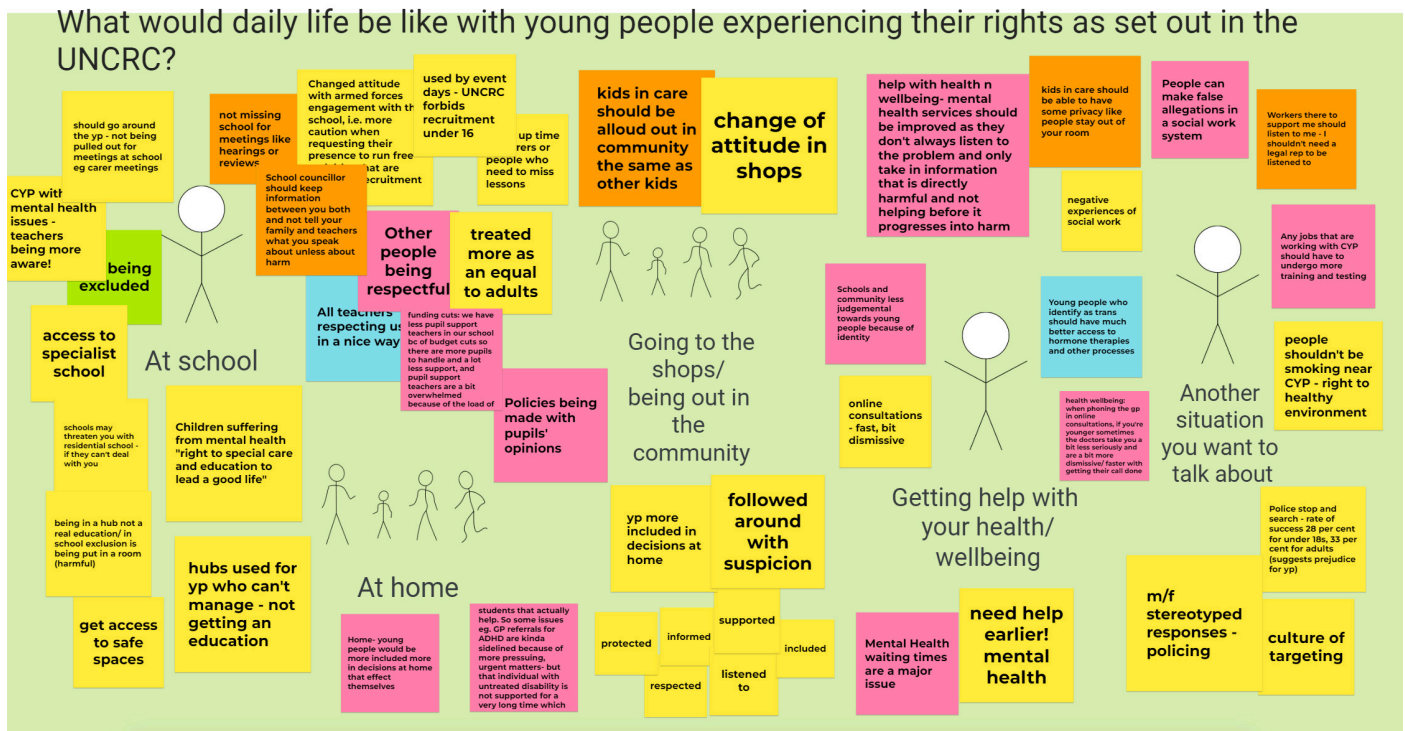 What would daily life be like with young people experiencing their rights as set out in the
UNCRC?
should go around
the yp - not being
pulled out for
meetings at school
eg carer meetings
CYP with
mental health
issues -
teachers
being more
aware!
being
excluded
access to
specialist
school
schools may
threaten you with
residential school -
if they can't deal
with you
being in a hub not a
real education/ in
school exclusion is
being put in a room
(harmful)
get access
to safe
spaces
not missing
school for
meetings like
hearings or
reviews
School councillor
should keep
information
between you both
and not tell your
family and teachers
what you speak
about unless about
harm
Changed attitude
with armed forces
engagement with th
school, i.e. more
caution when
requesting their
presence to run free
hat are
ecruitment
used by event
days - UNCRC
forbids
recruitment
under 16
up time
rers or
people who
need to miss
lessons
Other
people
being
respectful
treated
more as
an equal
to adults
All teachers
respecting us
in a nice way
funding cuts: we have
less pupil support
teachers in our school
bc of budget cuts so
there are more pupils
to handle and a lot
less support, and
pupil support
teachers are a bit
overwhelmed
because of the load of
Policies being
made with
pupils'
opinions
At school
Children suffering
from mental health
"right to special care
and education to
lead a good life"
hubs used for
yp who can't
manage - not
getting an
education
At home
Home- young
people would be
more included more
in decisions at home
that effect
themselves
students that actually
help. So some issues
eg. GP referrals for
ADHD are kinda
sidelined because of
more pressuing,
urgent matters- but
that individual with
untreated disability is
not supported for a
very long time which
yp more
included in
decisions at
home
protected
informed
supported
included
respected
listened
to
kids in care
should be
alloud out in
community
the same as
other kids
change of
attitude in
shops
Going to the
shops/
being out in
the
community
followed
around
with
suspicion
help with health n
wellbeing- mental
health services should
be improved as they
don't always listen to
the problem and only
take in information
that is directly
harmful and not
helping before it
progresses into harm
kids in care should
be able to have
some privacy like
people stay out of
your room
negative
experiences of
social work
Schools and
community less
judgemental
towards young
people because of
identity
online
consultations
- fast, bit
dismissive
Young people who
identify as trans
should have much
better access to
hormone therapies
and other processes
health wellbeing:
when phoning the gp
in online
consultations, if you're
younger sometimes
the doctors take you a
bit less seriously and
are a bit more
dismissive/ faster with
getting their call done
Getting help with
your health/
wellbeing
Mental Health
waiting times
are a major
issue
need help
earlier!
mental
health
People can
make false
allegations in
a social work
system
Workers there to
support me should
listen to me - I
shouldn't need a
legal rep to be
listened to
Any jobs that are
working with CYP
should have to
undergo more
training and testing
people
shouldn't be
smoking near
CYP - right to
healthy
environment
Another
situation
you want to
talk about
Police stop and
search - rate of
success 28 per cent
for under 18s, 33 per
cent for adults
(suggests prejudice
for yp)
m/f
stereotyped
responses -
policing
culture of
targeting